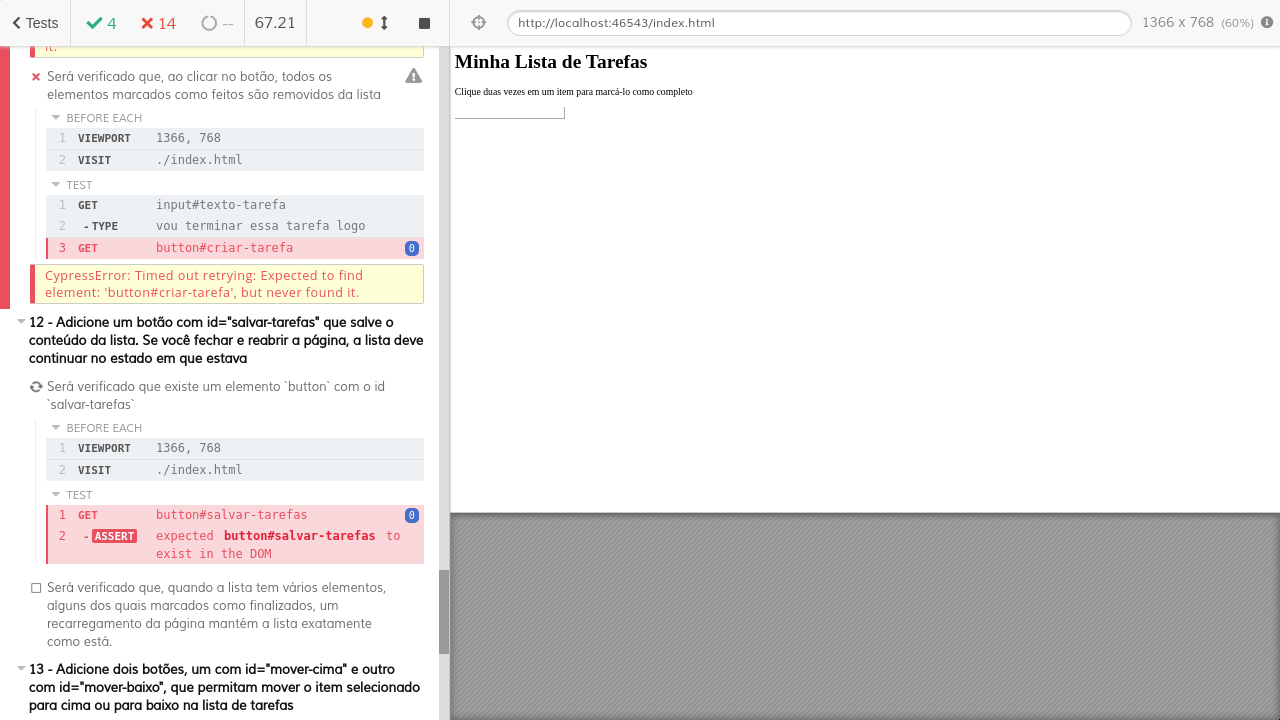 Tests
4
14
--
67.21
http://localhost:46543/index.html
1366 x 768 (60%)
it.
Será verificado que, ao clicar no botão, todos os
elementos marcados como feitos são removidos da lista
BEFORE EACH
1 VIEWPORT 1366, 768
2 VISIT ./index.html
TEST
1 GET input#texto-tarefa
2 -TYPE vou terminar essa tarefa logo
3 GET button#criar-tarefa 0
CypressError: Timed out retrying: Expected to find
element: 'button#criar-tarefa', but never found it.
12 - Adicione um botão com id="salvar-tarefas" que salve o
conteúdo da lista. Se você fechar e reabrir a página, a lista deve
continuar no estado em que estava
Será verificado que existe um elemento `button` com o id
`salvar-tarefas`
BEFORE EACH
1 VIEWPORT 1366, 768
2 VISIT ./index.html
TEST
1 GET button#salvar-tarefas 0
2 -ASSERT expected button#salvar-tarefas to
exist in the DOM
Será verificado que, quando a lista tem vários elementos,
alguns dos quais marcados como finalizados, um
recarregamento da página mantém a lista exatamente
como está.
13 - Adicione dois botões, um com id="mover-cima" e outro
com id="mover-baixo", que permitam mover o item selecionado
para cima ou para baixo na lista de tarefas
Minha Lista de Tarefas
Clique duas vezes em um item para marcá-lo como completo